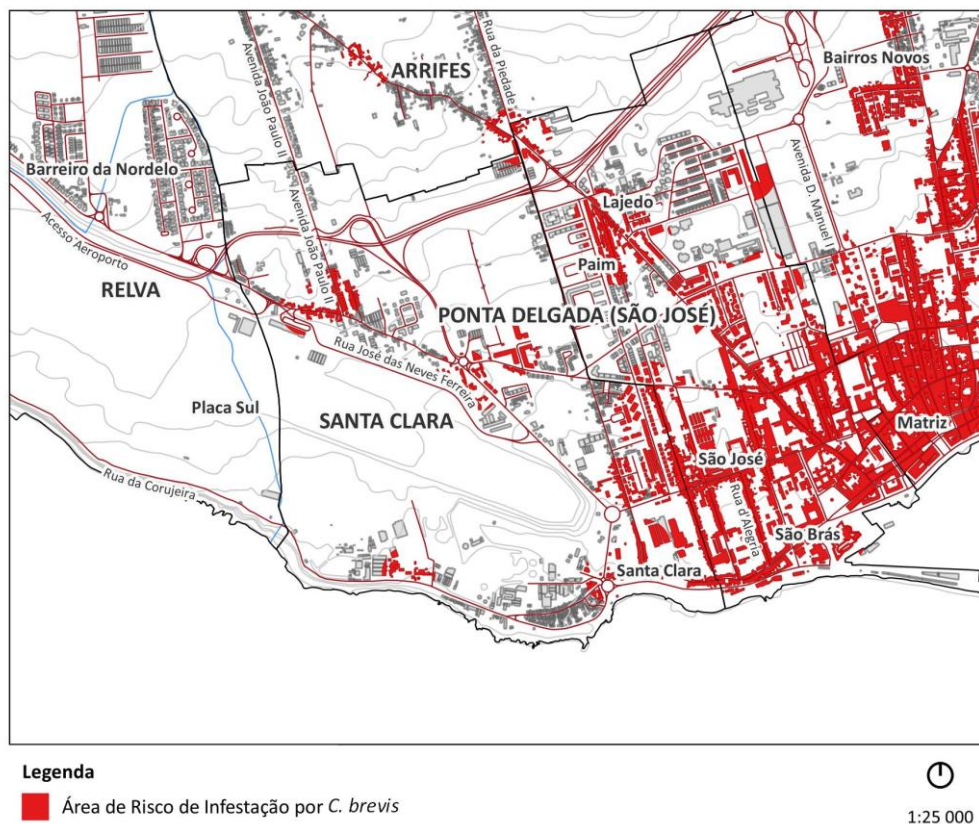 ARRIFES
Rua da Piedade
Bairros Novos
Avenida João Paulo II
Barreiro da Nordelo
Avenida João Paulo II
Lajedo
Avenida D. Manuel I
Acesso Aeroporto
Paim
RELVA
PONTA DELGADA (SÃO JOSÉ)
Rua José das Neves Ferreira
Placa Sul
SANTA CLARA
Matriz
São José
Rua da Corujeira
Rua d'Alegria
São Brás
Santa Clara
Legenda
Área de Risco de Infestação por C. brevis
1:25 000